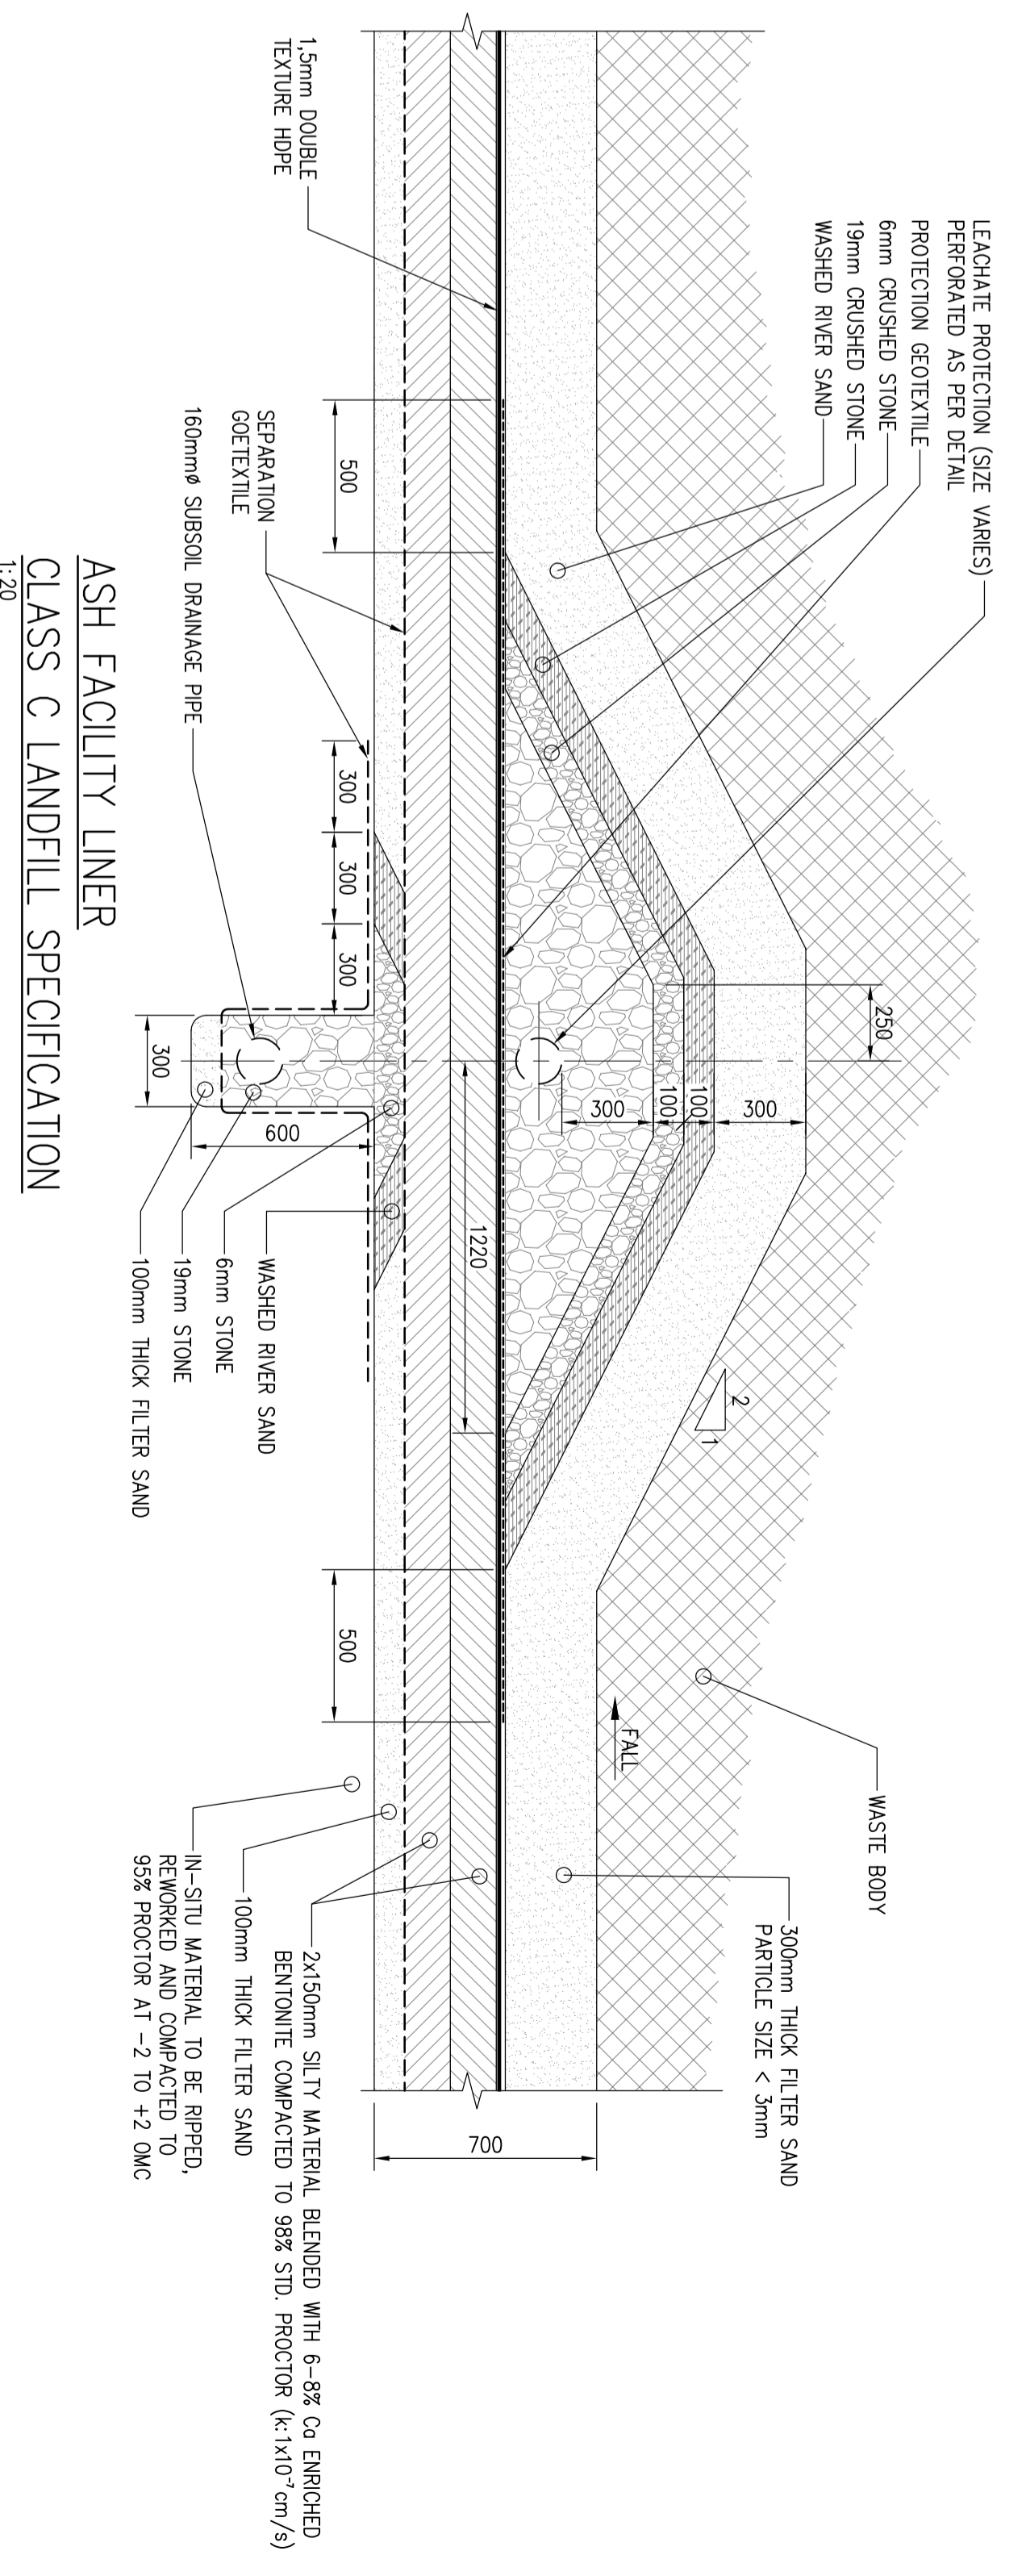 LEACHATE PROTECTION (SIZE VARIES)
PERFORATED AS PER DETAIL
PROTECTION GEOTEXTILE
6mm CRUSHED STONE
19mm CRUSHED STONE
WASHED RIVER SAND
250
300
100
100
300
2
1
WASTE BODY
FALL
300mm THICK FILTER SAND
PARTICLE SIZE < 3mm
700
1,5mm DOUBLE
TEXTURE HDPE
500
SEPARATION
GOETEXTILE
160mmø SUBSOIL DRAINAGE PIPE
300
300
300
300
600
1220
500
WASHED RIVER SAND
6mm STONE
19mm STONE
100mm THICK FILTER SAND
2x150mm SILTY MATERIAL BLENDED WITH 6-8% Ca ENRICHED
BENTONITE COMPACTED TO 98% STD. PROCTOR (k:1x10⁻⁷cm/s)
100mm THICK FILTER SAND
IN-SITU MATERIAL TO BE RIPPED,
REWORKED AND COMPACTED TO
95% PROCTOR AT -2 TO +2 OMC
ASH FACILITY LINER
CLASS C LANDFILL SPECIFICATION
1:20